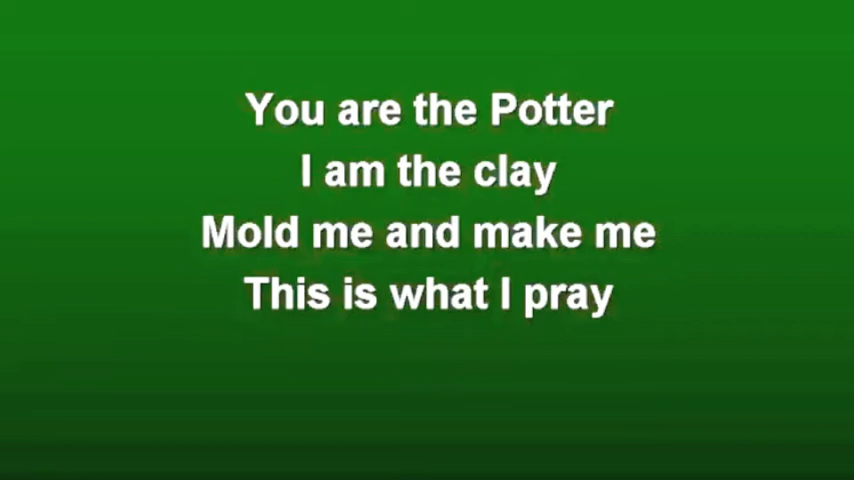 You are the Potter
I am the clay
Mold me and make me
This is what I pray